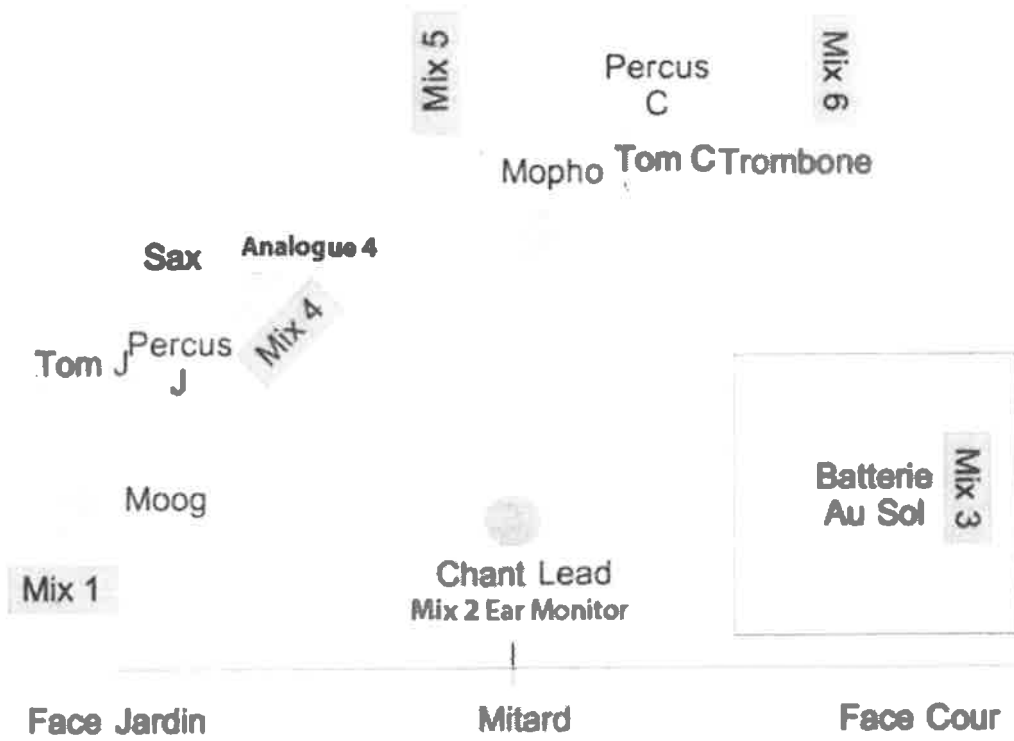 Mix 5
Percus
C
Mix 6
Mopho
Tom C
Trombone
Sax
Analogue 4
Mix 4
Tom J
Percus
J
Moog
Batterie
Au Sol
Mix 3
Mix 1
Chant Lead
Mix 2 Ear Monitor
Face Jardin
Mitard
Face Cour